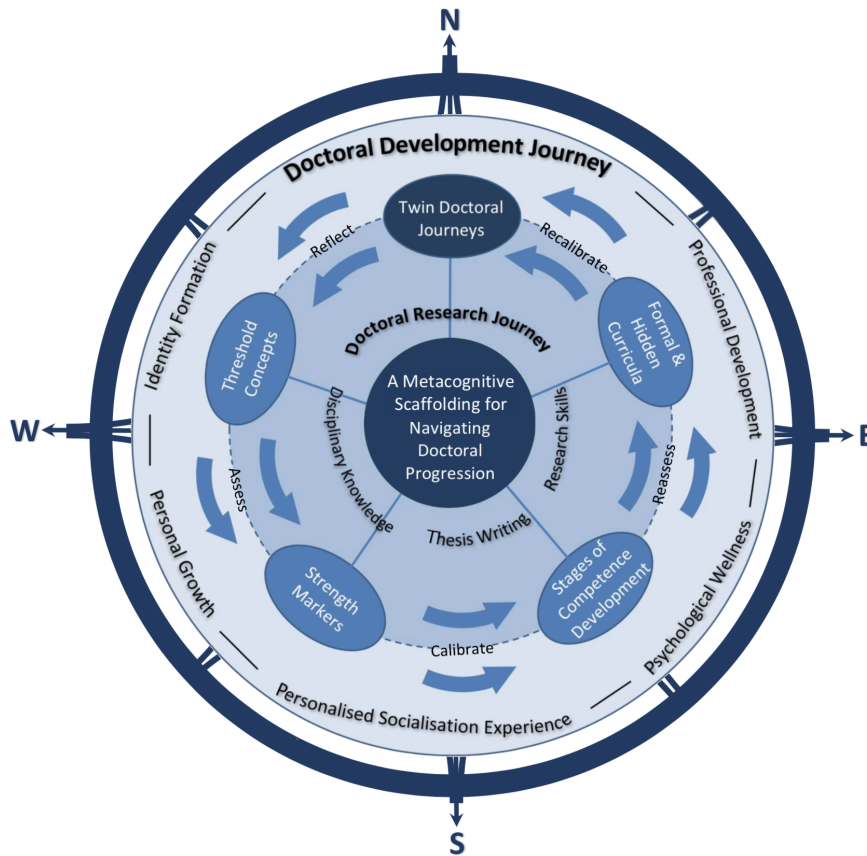 N
Doctoral Development Journey
Twin Doctoral
Journeys
Reflect
Recalibrate
Identity Formation
Professional Development
Threshold
Concepts
Formal &
Hidden
Curricula
Doctoral Research Journey
A Metacognitive
Scaffolding for
Navigating
Doctoral
Progression
W
E
Disciplinary Knowledge
Research Skills
Thesis Writing
Assess
Reassess
Personal Growth
Psychological Wellness
Strength
Markers
Stages of
Competence
Development
Calibrate
Personalised Socialisation Experience
S